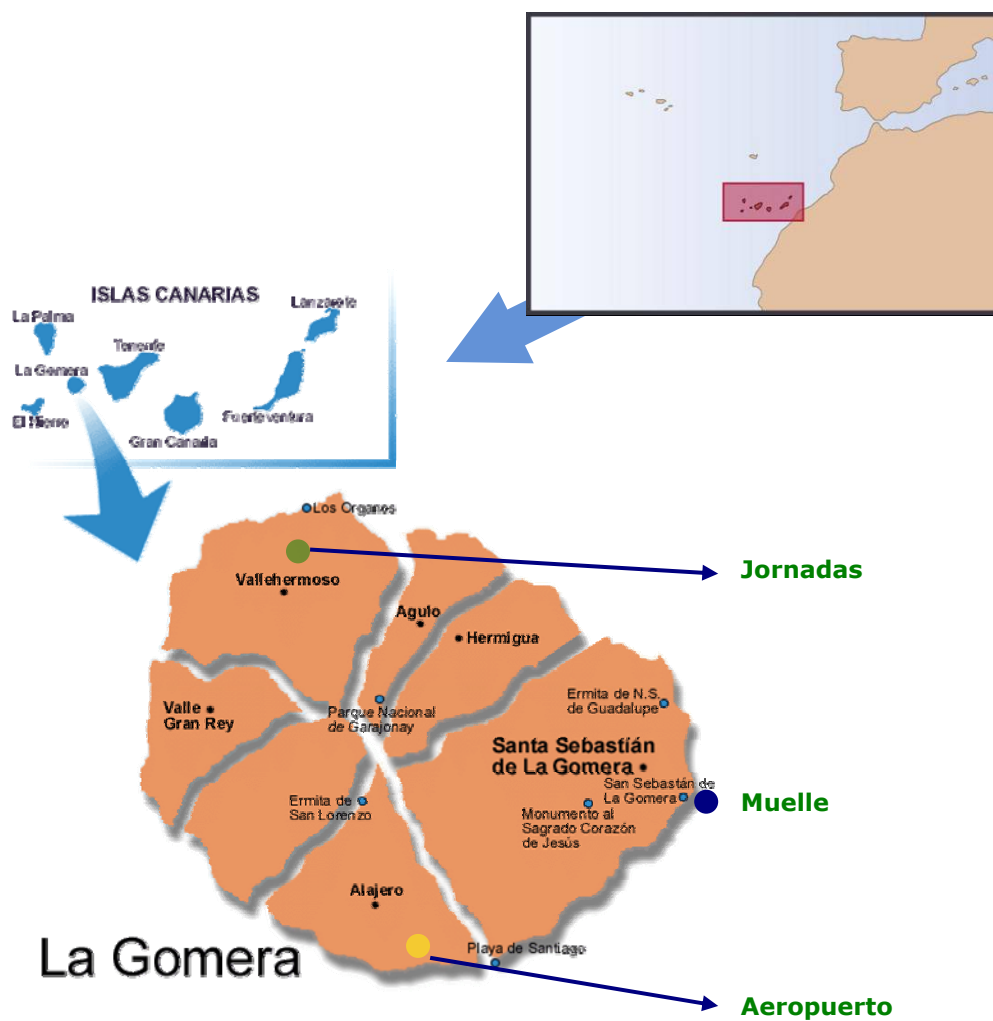 ISLAS CANARIAS
Lanzarote
La Palma
Tenerife
La Gomera
El Hierro
Fuerteventura
Gran Canaria
Los Organos
Jornadas
Vallehermoso
Agulo
Hermigua
Ermita de N.S.
de Guadalupe
Valle
Gran Rey
Parque Nacional
de Garajonay
Santa Sebastían
de La Gomera
San Sebastán de
La Gomera
Muelle
Ermita de
San Lorenzo
Monumento al
Sagrado Corazón
de Jesús
Alajero
La Gomera
Playa de Santiago
Aeropuerto